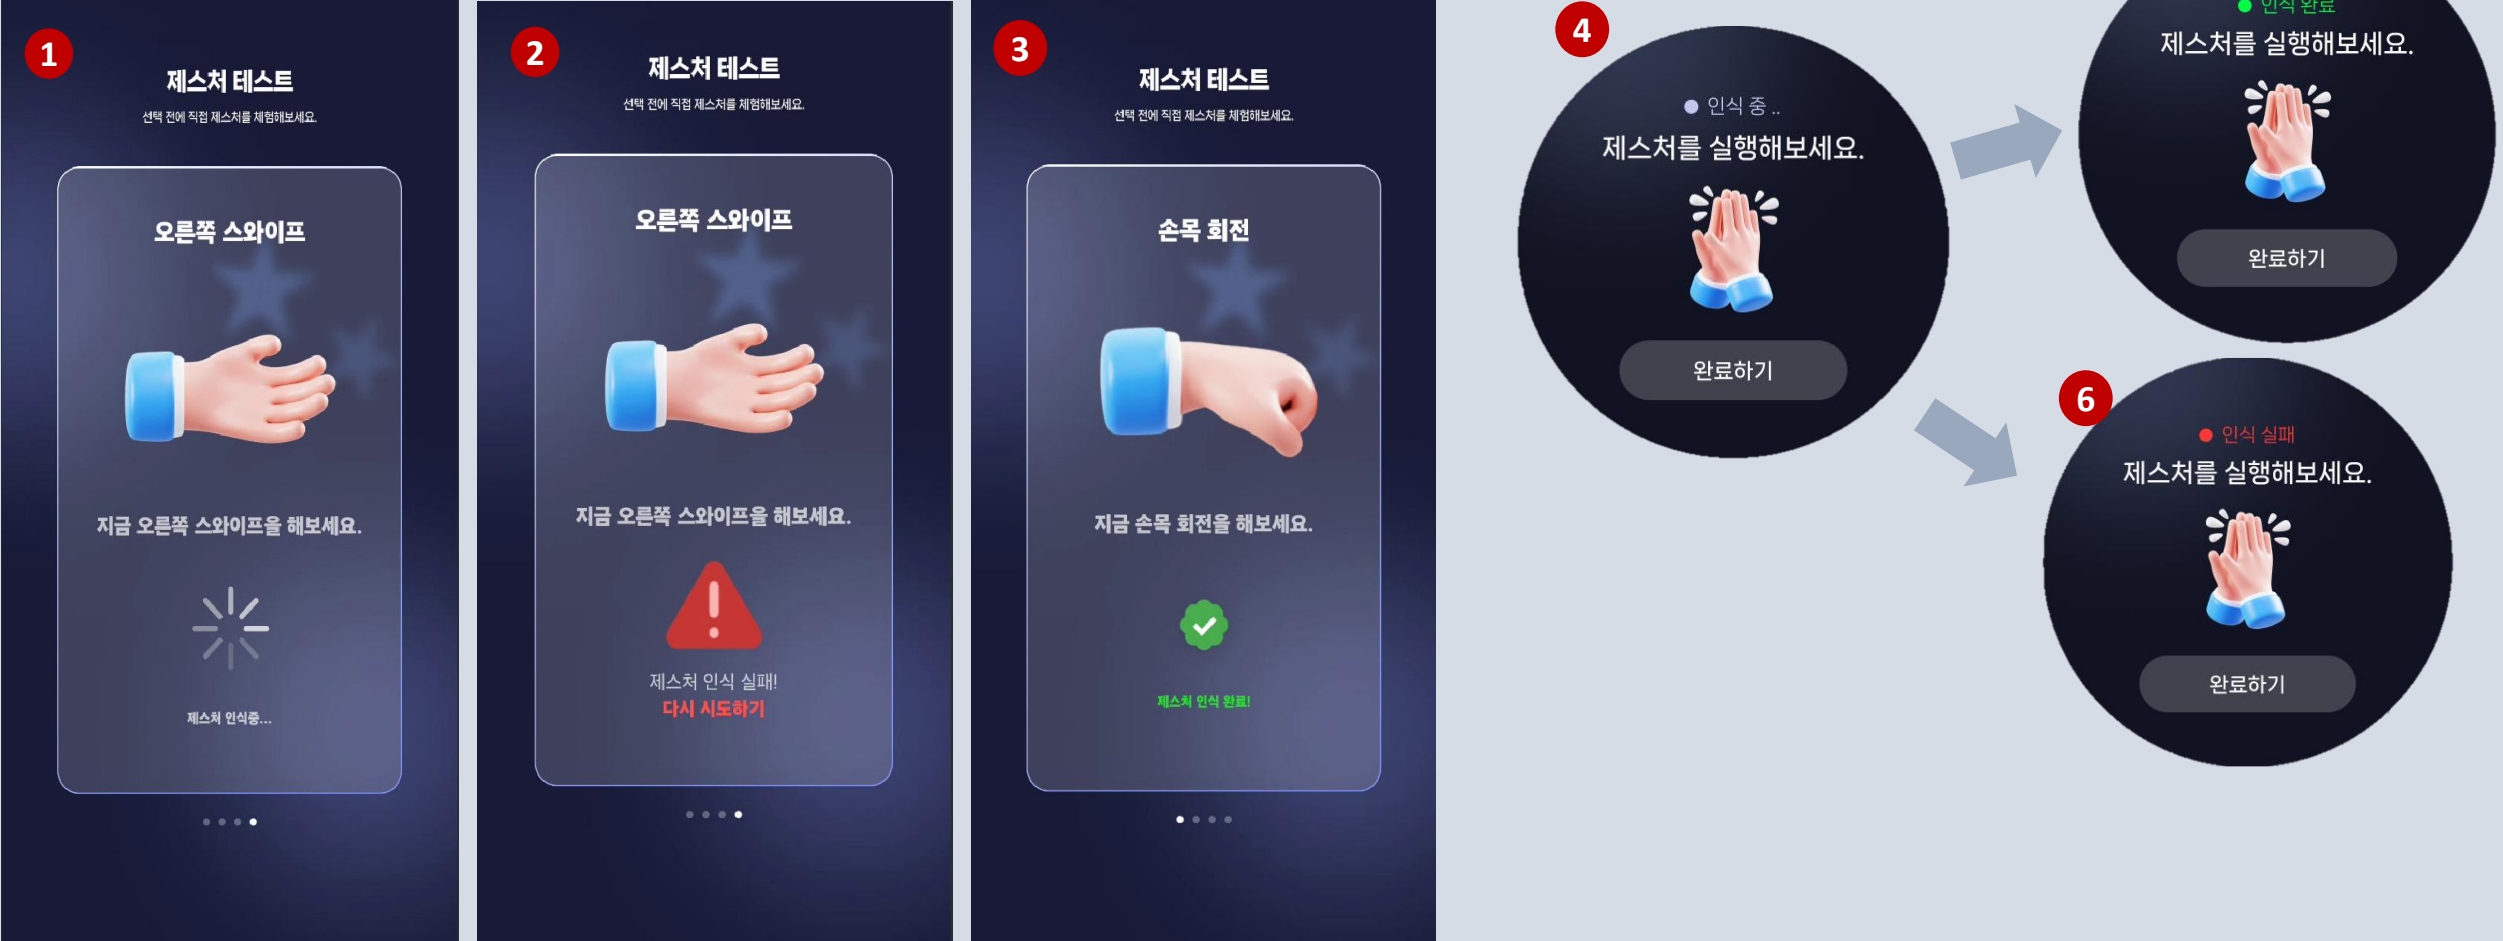 1
제스처 테스트
선택 전에 직접 제스처를 체험해보세요.
오른쪽 스와이프
지금 오른쪽 스와이프을 해보세요.
제스처 인식중...
2
제스처 테스트
선택 전에 직접 제스처를 체험해보세요.
오른쪽 스와이프
지금 오른쪽 스와이프을 해보세요.
제스처 인식 실패!
다시 시도하기
3
제스처 테스트
선택 전에 직접 제스처를 체험해보세요.
손목 회전
지금 손목 회전을 해보세요.
제스처 인식 완료!
4
인식 중 ..
제스처를 실행해보세요.
완료하기
인식 완료
제스처를 실행해보세요.
완료하기
6
인식 실패
제스처를 실행해보세요.
완료하기